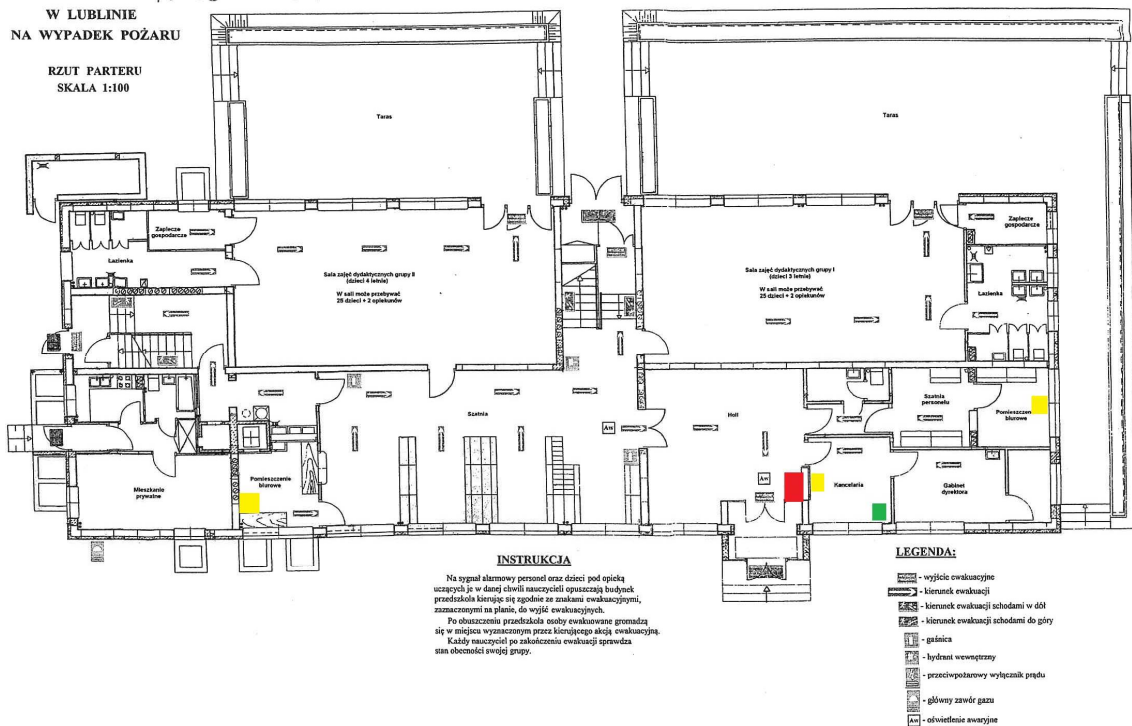 W LUBLINIE
NA WYPADEK POŻARU
RZUT PARTERU
SKALA 1:100
Taras
Taras
Zaplecze
gospodarcze
Łazienka
Sala zajęć dydaktycznych grupy II
(dzieci 4 letnie)
W sali może przebywać
25 dzieci + 2 opiekunów
Sala zajęć dydaktycznych grupy I
(dzieci 3 letnie)
W sali może przebywać
25 dzieci + 2 opiekunów
Zaplecze
gospodarcze
Łazienka
Szatnia
Aw
Holl
Szatnia
personelu
Pomieszczen
biurowe
Mieszkanie
prywatne
Pomieszczenie
biurowe
Aw
Kancelaria
Gabinet
dyrektora
INSTRUKCJA
Na sygnał alarmowy personel oraz dzieci pod opieką
uczących je w danej chwili nauczycieli opuszczają budynek
przedszkola kierując się zgodnie ze znakami ewakuacyjnymi,
zaznaczonymi na planie, do wyjść ewakuacyjnych.
Po obuszczeniu przedszkola osoby ewakuowane gromadzą
się w miejscu wyznaczonym przez kierującego akcją ewakuacyjną.
Każdy nauczyciel po zakończeniu ewakuacji sprawdza
stan obecności swojej grupy.
LEGENDA:
- wyjście ewakuacyjne
- kierunek ewakuacji
- kierunek ewakuacji schodami w dół
- kierunek ewakuacji schodami do góry
- gaśnica
- hydrant wewnętrzny
- przeciwpożarowy wyłącznik prądu
- główny zawór gazu
Aw - oświetlenie awaryjne